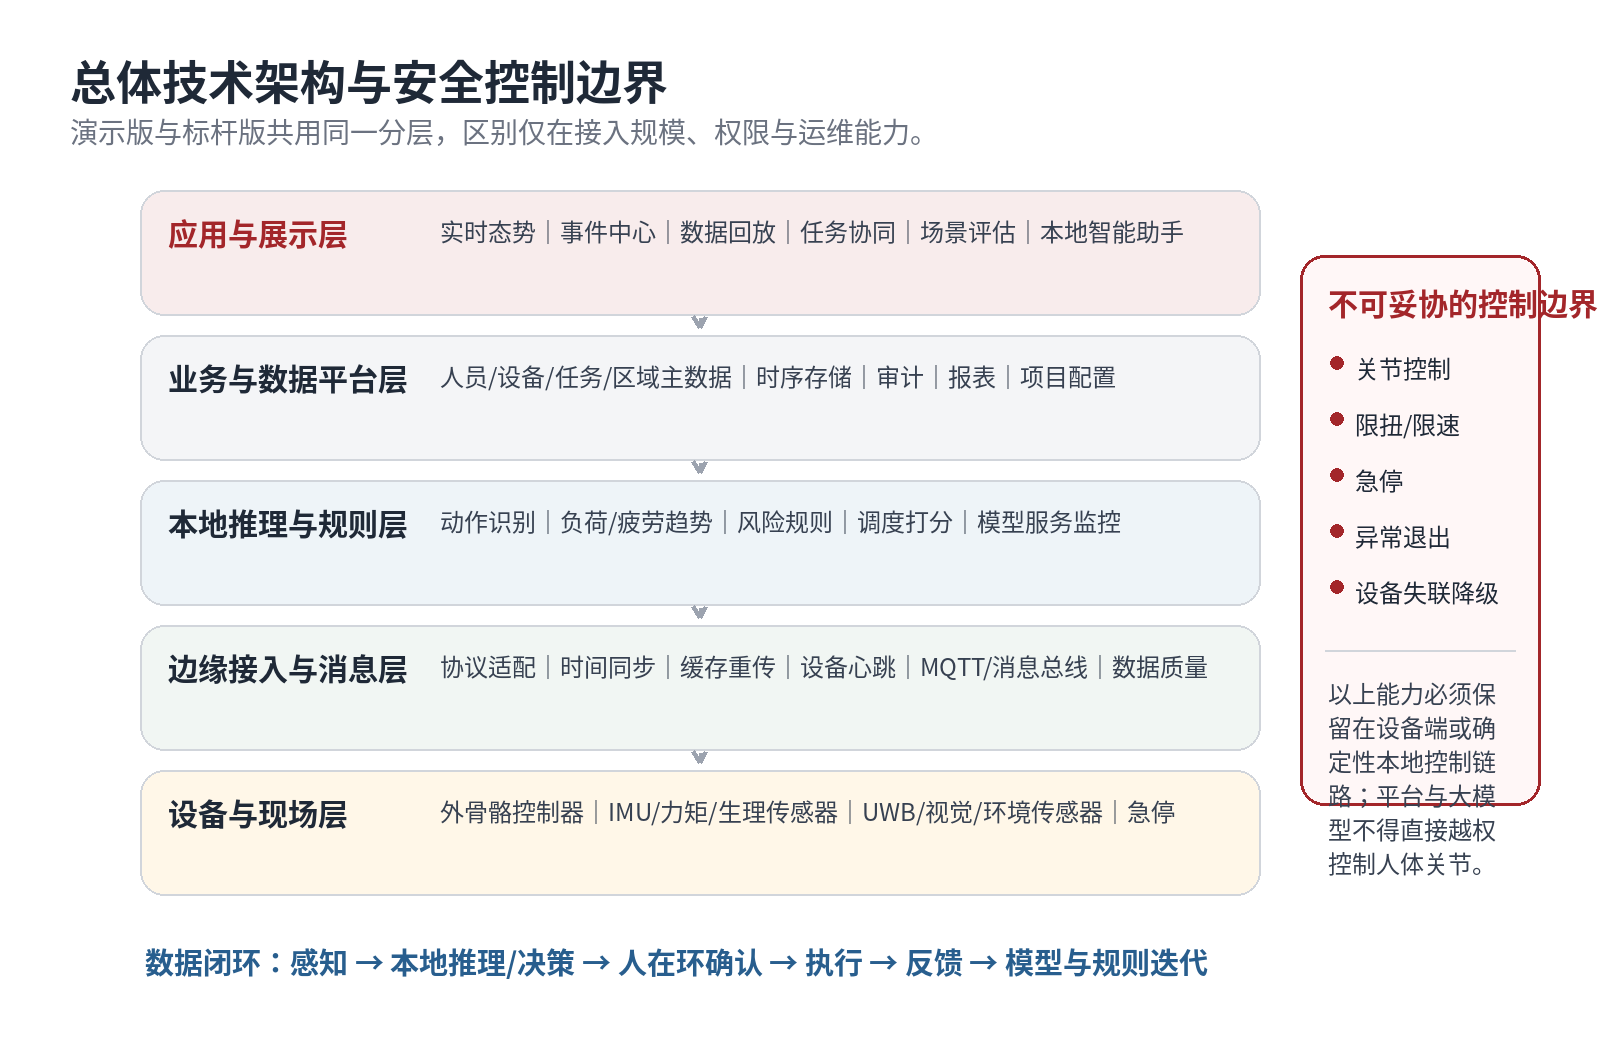 总体技术架构与安全控制边界
演示版与标杆版共用同一分层，区别仅在接入规模、权限与运维能力。
应用与展示层
实时态势｜事件中心｜数据回放｜任务协同｜场景评估｜本地智能助手
业务与数据平台层
人员/设备/任务/区域主数据｜时序存储｜审计｜报表｜项目配置
本地推理与规则层
动作识别｜负荷/疲劳趋势｜风险规则｜调度打分｜模型服务监控
边缘接入与消息层
协议适配｜时间同步｜缓存重传｜设备心跳｜MQTT/消息总线｜数据质量
设备与现场层
外骨骼控制器｜IMU/力矩/生理传感器｜UWB/视觉/环境传感器｜急停
不可妥协的控制边界
关节控制
限扭/限速
急停
异常退出
设备失联降级
以上能力必须保
留在设备端或确
定性本地控制链
路；平台与大模
型不得直接越权
控制人体关节。
数据闭环：感知 → 本地推理/决策 → 人在环确认 → 执行 → 反馈 → 模型与规则迭代